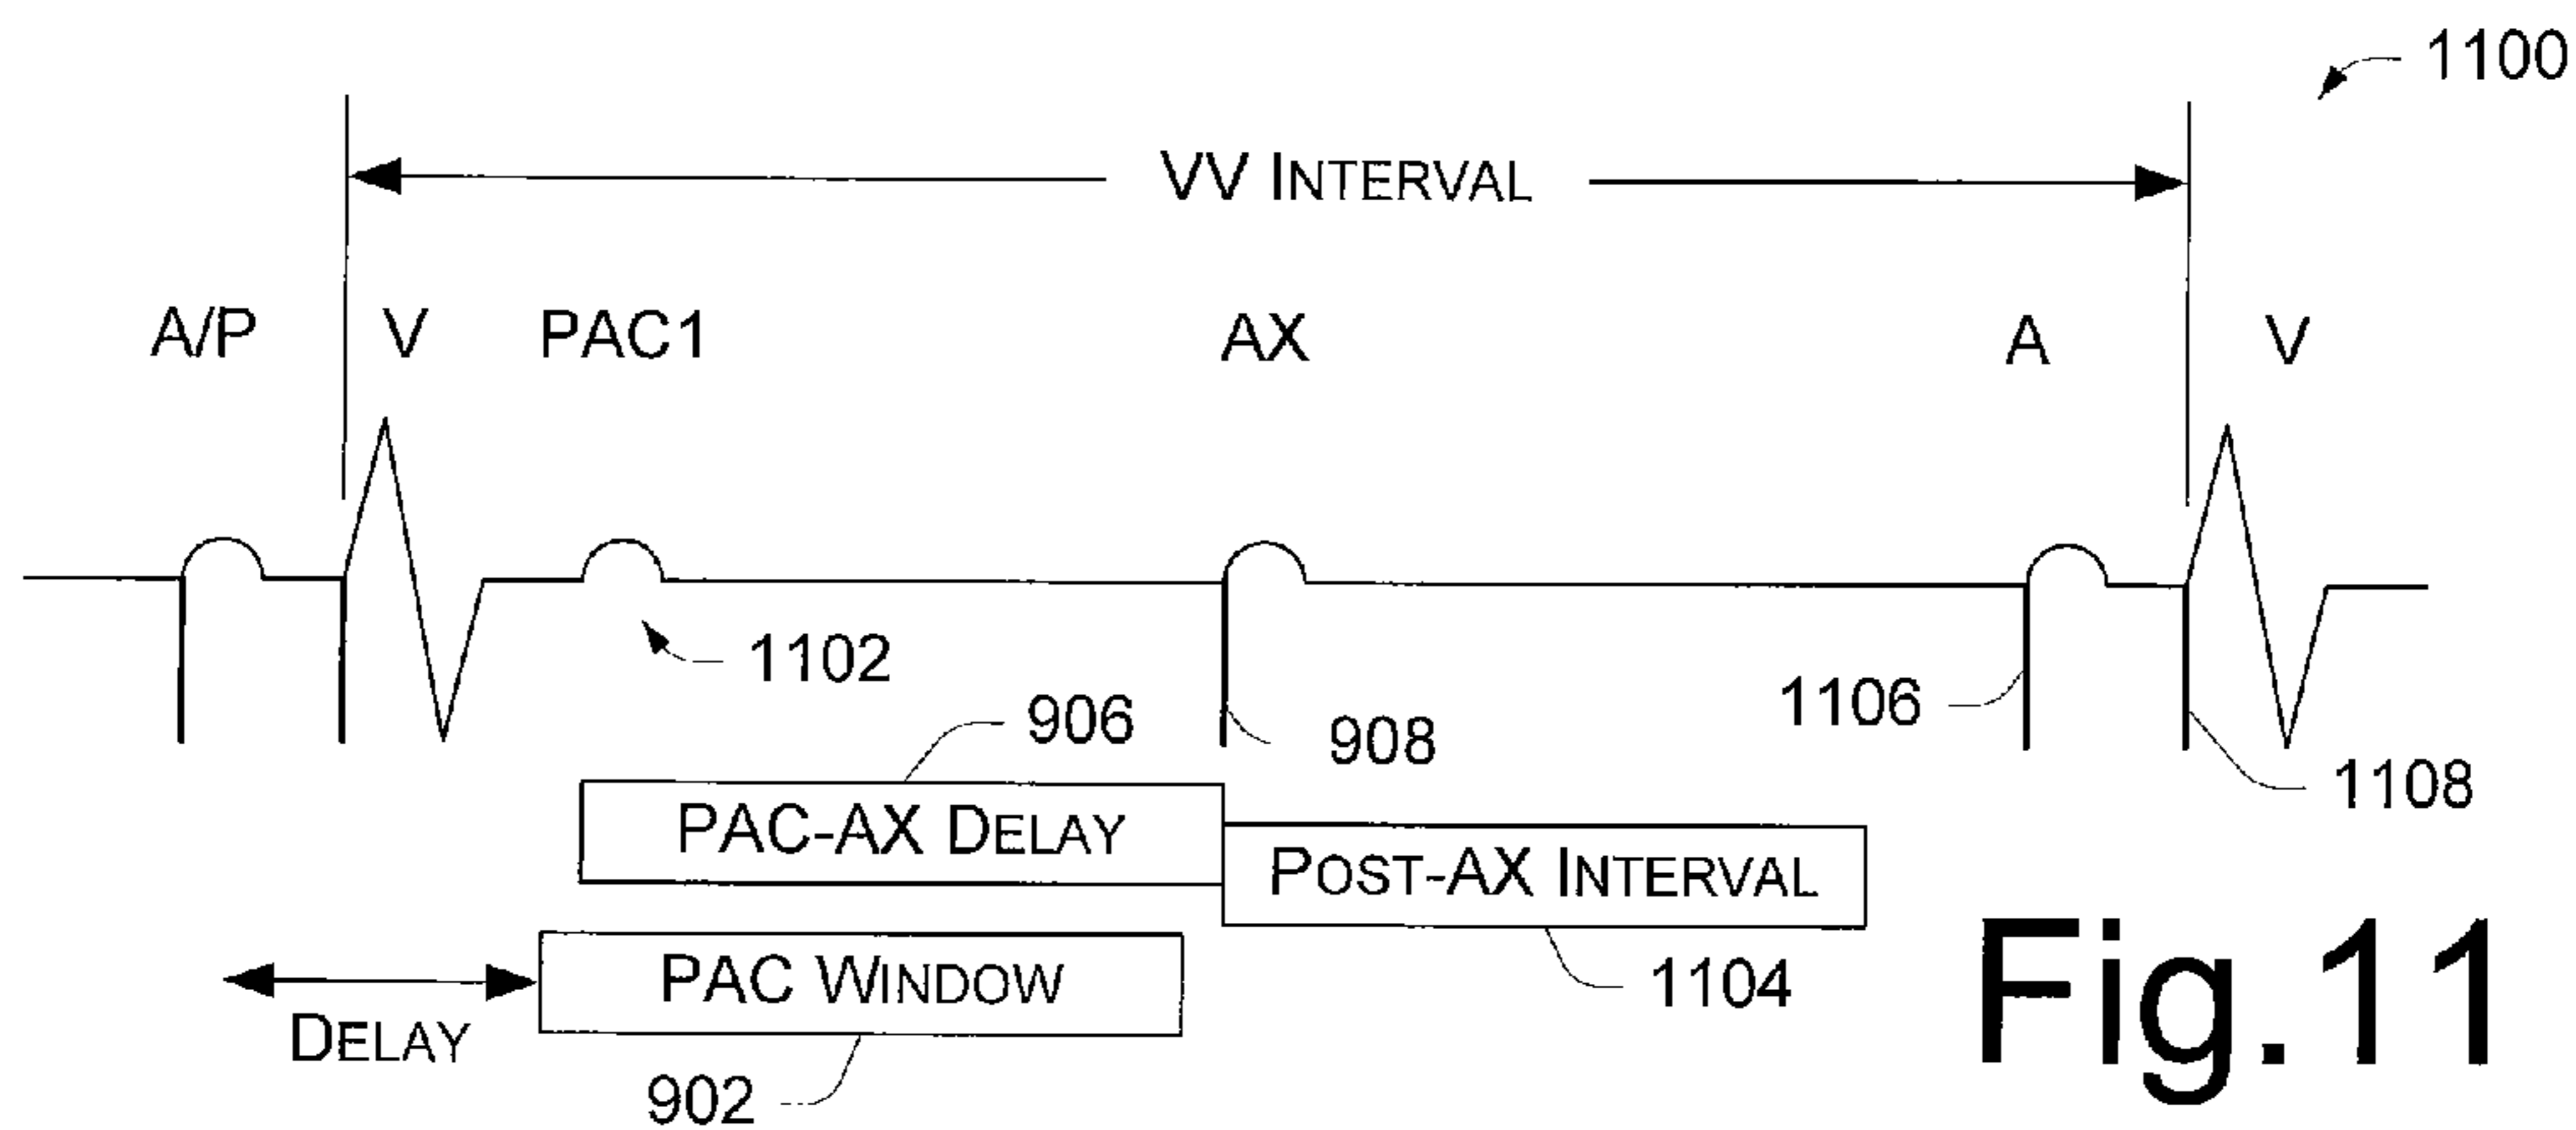 1100
VV INTERVAL
A/P V PAC1 AX A V
1102
906
908
1106
1108
PAC-AX DELAY
POST-AX INTERVAL
PAC WINDOW
1104
DELAY
902
Fig.11